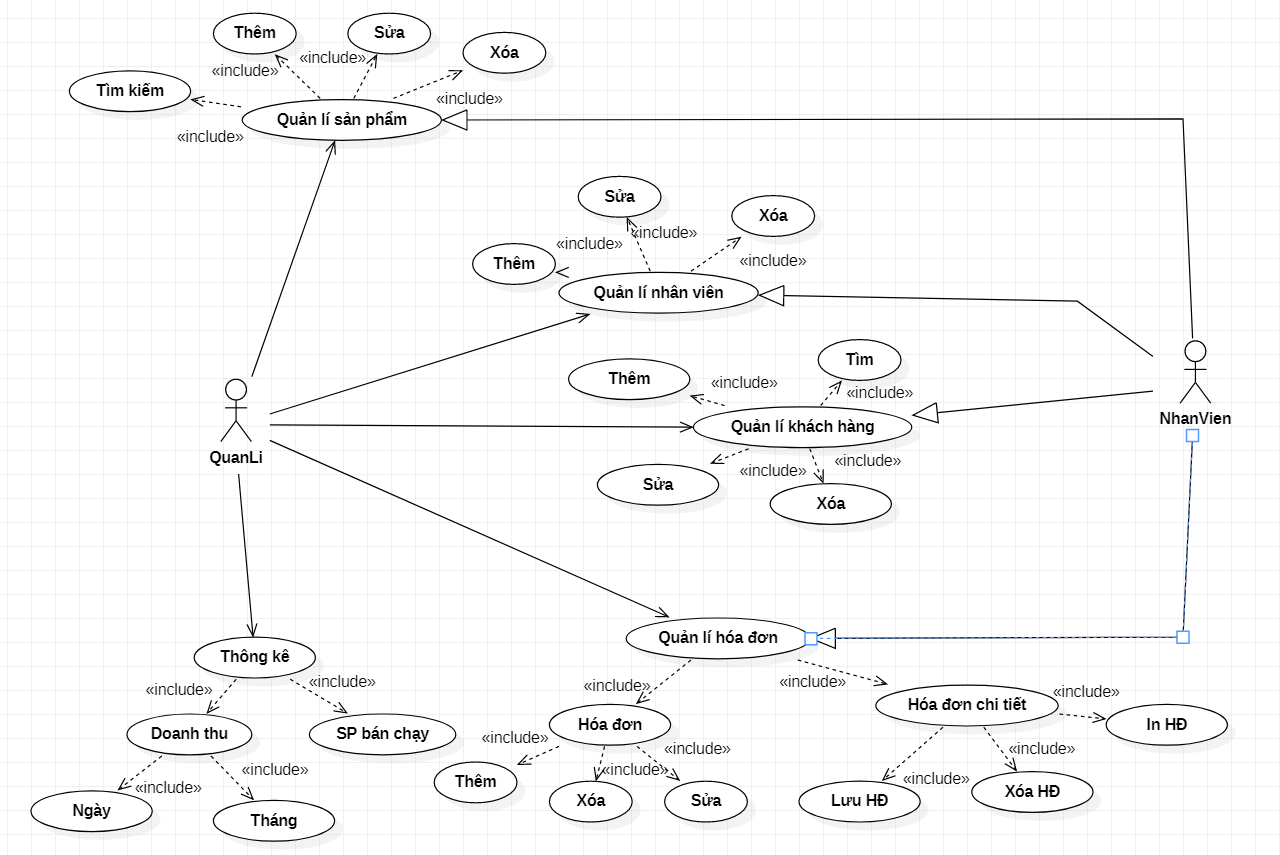 Thêm
Sửa
Xóa
«include»
«include»
Tìm kiếm
«include»
Quản lí sản phẩm
«include»
Sửa
Xóa
«include»
«include»
Thêm
«include»
Quản lí nhân viên
Tìm
Thêm
«include»
«include»
NhanVien
Quản lí khách hàng
QuanLi
«include»
«include»
Sửa
Xóa
Quản lí hóa đơn
Thông kê
«include»
«include»
«include»
«include»
«include»
Hóa đơn chi tiết
Doanh thu
SP bán chạy
Hóa đơn
In HĐ
«include»
«include»
«include»
«include»
«include»
«include»
«include»
Thêm
Xóa HĐ
Ngày
Tháng
Xóa
Sửa
Lưu HĐ